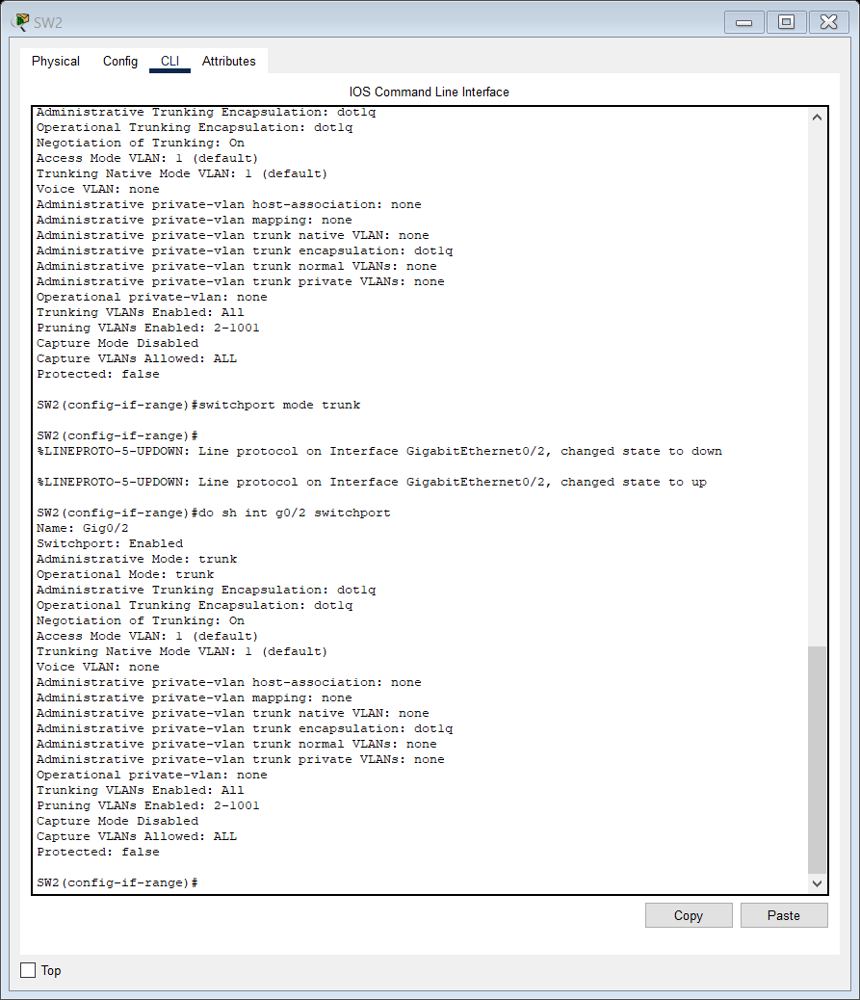 SW2
Physical Config CLI Attributes
IOS Command Line Interface
Administrative Trunking Encapsulation: dot1q
Operational Trunking Encapsulation: dot1q
Negotiation of Trunking: On
Access Mode VLAN: 1 (default)
Trunking Native Mode VLAN: 1 (default)
Voice VLAN: none
Administrative private-vlan host-association: none
Administrative private-vlan mapping: none
Administrative private-vlan trunk native VLAN: none
Administrative private-vlan trunk encapsulation: dot1q
Administrative private-vlan trunk normal VLANs: none
Administrative private-vlan trunk private VLANs: none
Operational private-vlan: none
Trunking VLANs Enabled: All
Pruning VLANs Enabled: 2-1001
Capture Mode Disabled
Capture VLANs Allowed: ALL
Protected: false
SW2(config-if-range)#switchport mode trunk
SW2(config-if-range)#
%LINEPROTO-5-UPDOWN: Line protocol on Interface GigabitEthernet0/2, changed state to down
%LINEPROTO-5-UPDOWN: Line protocol on Interface GigabitEthernet0/2, changed state to up
SW2(config-if-range)#do sh int g0/2 switchport
Name: Gig0/2
Switchport: Enabled
Administrative Mode: trunk
Operational Mode: trunk
Administrative Trunking Encapsulation: dot1q
Operational Trunking Encapsulation: dot1q
Negotiation of Trunking: On
Access Mode VLAN: 1 (default)
Trunking Native Mode VLAN: 1 (default)
Voice VLAN: none
Administrative private-vlan host-association: none
Administrative private-vlan mapping: none
Administrative private-vlan trunk native VLAN: none
Administrative private-vlan trunk encapsulation: dot1q
Administrative private-vlan trunk normal VLANs: none
Administrative private-vlan trunk private VLANs: none
Operational private-vlan: none
Trunking VLANs Enabled: All
Pruning VLANs Enabled: 2-1001
Capture Mode Disabled
Capture VLANs Allowed: ALL
Protected: false
SW2(config-if-range)#
Copy Paste
Top